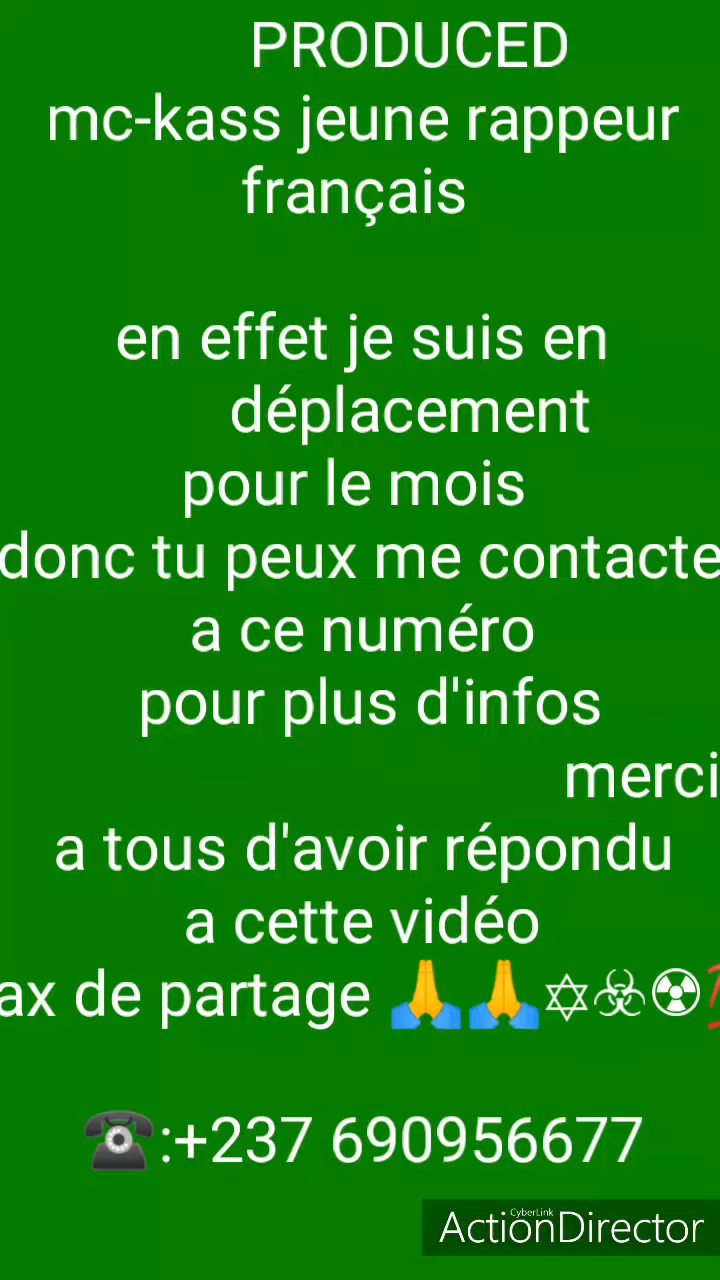 PRODUCED
mc-kass jeune rappeur
français
en effet je suis en
déplacement
pour le mois
donc tu peux me contacte
a ce numéro
pour plus d'infos
merci
a tous d'avoir répondu
a cette vidéo
ax de partage 🙏🙏✡☣☢💯
☎:+237 690956677
CyberLink
ActionDirector